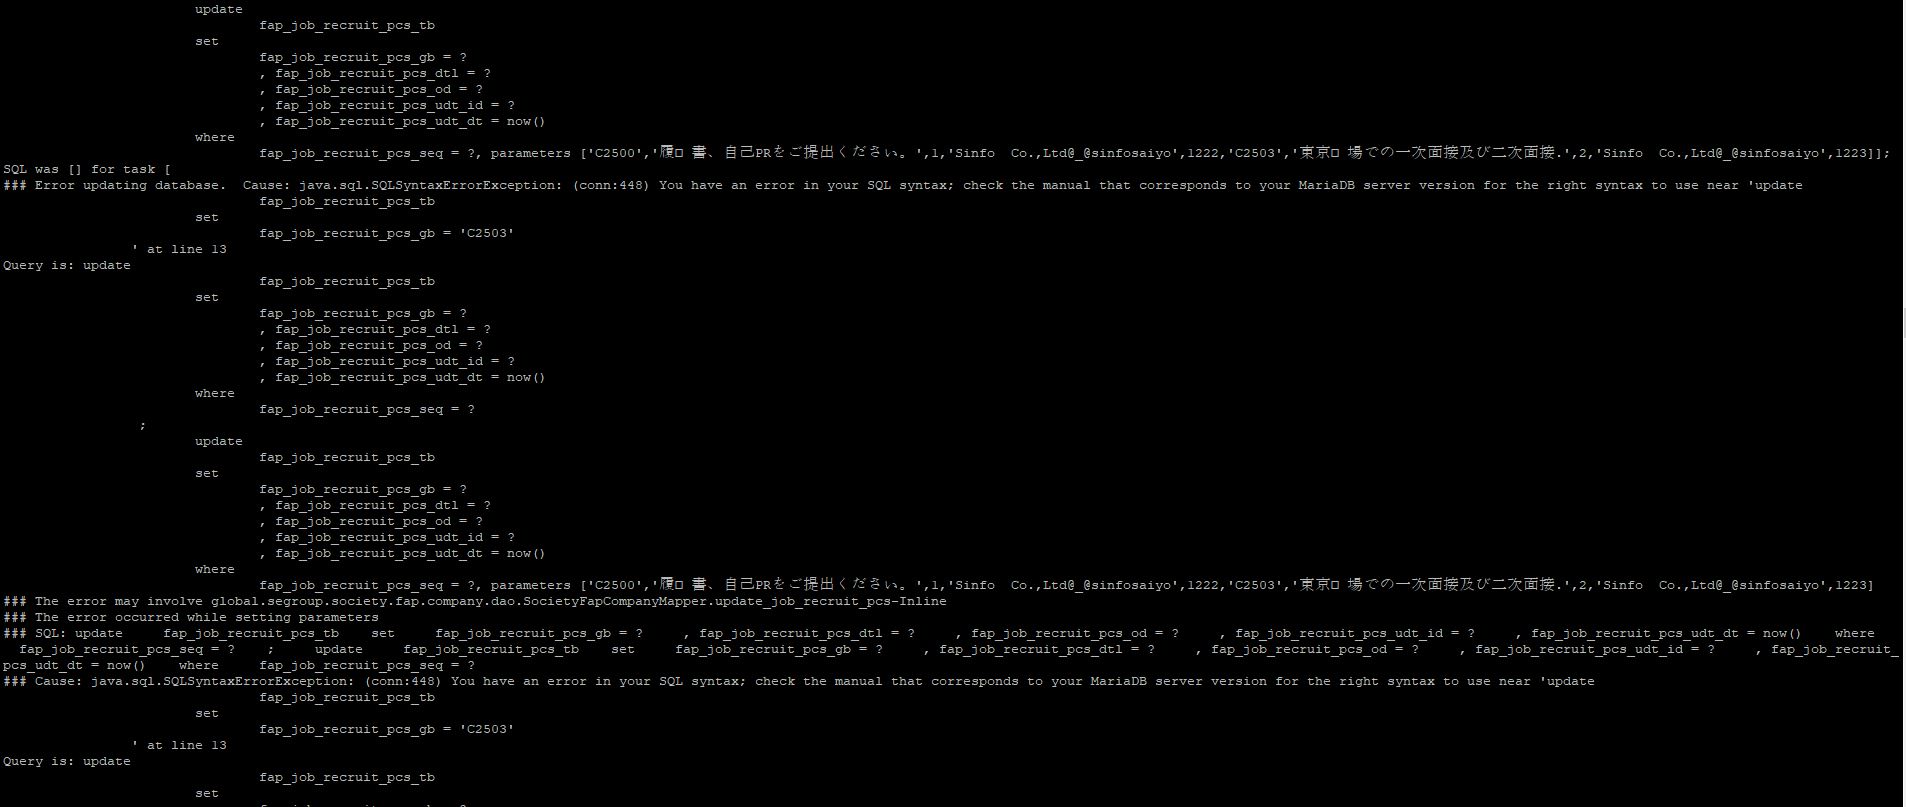 update
fap_job_recruit_pcs_tb
set
fap_job_recruit_pcs_gb = ?
, fap_job_recruit_pcs_dtl = ?
, fap_job_recruit_pcs_od = ?
, fap_job_recruit_pcs_udt_id = ?
, fap_job_recruit_pcs_udt_dt = now()
where
fap_job_recruit_pcs_seq = ?, parameters ['C2500','履 書、自己PRをご提出ください。',1,'Sinfo  Co.,Ltd@_@sinfosaiyo',1222,'C2503','東京 場での一次面接及び二次面接.',2,'Sinfo  Co.,Ltd@_@sinfosaiyo',1223]];
SQL was [] for task [
### Error updating database.  Cause: java.sql.SQLSyntaxErrorException: (conn:448) You have an error in your SQL syntax; check the manual that corresponds to your MariaDB server version for the right syntax to use near 'update
fap_job_recruit_pcs_tb
set
fap_job_recruit_pcs_gb = 'C2503'
' at line 13
Query is: update
fap_job_recruit_pcs_tb
set
fap_job_recruit_pcs_gb = ?
, fap_job_recruit_pcs_dtl = ?
, fap_job_recruit_pcs_od = ?
, fap_job_recruit_pcs_udt_id = ?
, fap_job_recruit_pcs_udt_dt = now()
where
fap_job_recruit_pcs_seq = ?
;
update
fap_job_recruit_pcs_tb
set
fap_job_recruit_pcs_gb = ?
, fap_job_recruit_pcs_dtl = ?
, fap_job_recruit_pcs_od = ?
, fap_job_recruit_pcs_udt_id = ?
, fap_job_recruit_pcs_udt_dt = now()
where
fap_job_recruit_pcs_seq = ?, parameters ['C2500','履 書、自己PRをご提出ください。',1,'Sinfo  Co.,Ltd@_@sinfosaiyo',1222,'C2503','東京 場での一次面接及び二次面接.',2,'Sinfo  Co.,Ltd@_@sinfosaiyo',1223]
### The error may involve global.segroup.society.fap.company.dao.SocietyFapCompanyMapper.update_job_recruit_pcs-Inline
### The error occurred while setting parameters
### SQL: update     fap_job_recruit_pcs_tb    set     fap_job_recruit_pcs_gb = ?     , fap_job_recruit_pcs_dtl = ?     , fap_job_recruit_pcs_od = ?     , fap_job_recruit_pcs_udt_id = ?     , fap_job_recruit_pcs_udt_dt = now()    where
fap_job_recruit_pcs_seq = ?    ;     update     fap_job_recruit_pcs_tb    set     fap_job_recruit_pcs_gb = ?     , fap_job_recruit_pcs_dtl = ?     , fap_job_recruit_pcs_od = ?     , fap_job_recruit_pcs_udt_id = ?     , fap_job_recruit_
pcs_udt_dt = now()    where     fap_job_recruit_pcs_seq = ?
### Cause: java.sql.SQLSyntaxErrorException: (conn:448) You have an error in your SQL syntax; check the manual that corresponds to your MariaDB server version for the right syntax to use near 'update
fap_job_recruit_pcs_tb
set
fap_job_recruit_pcs_gb = 'C2503'
' at line 13
Query is: update
fap_job_recruit_pcs_tb
set